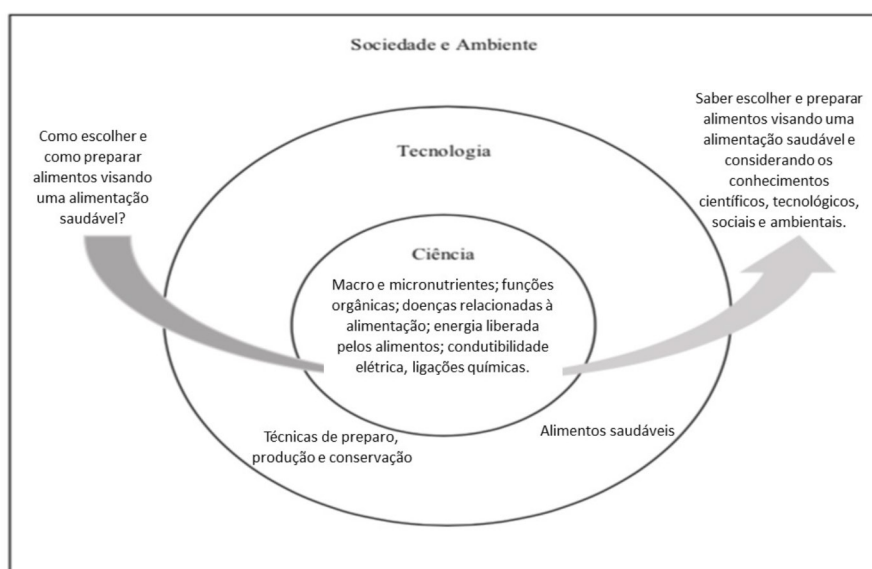 Sociedade e Ambiente
Como escolher e
como preparar
alimentos visando
uma alimentação
saudável?
Saber escolher e preparar
alimentos visando uma
alimentação saudável e
considerando os
conhecimentos
científicos, tecnológicos,
sociais e ambientais.
Tecnologia
Ciência
Macro e micronutrientes; funções
orgânicas; doenças relacionadas à
alimentação; energia liberada
pelos alimentos; condutibilidade
elétrica, ligações químicas.
Técnicas de preparo,
produção e conservação
Alimentos saudáveis